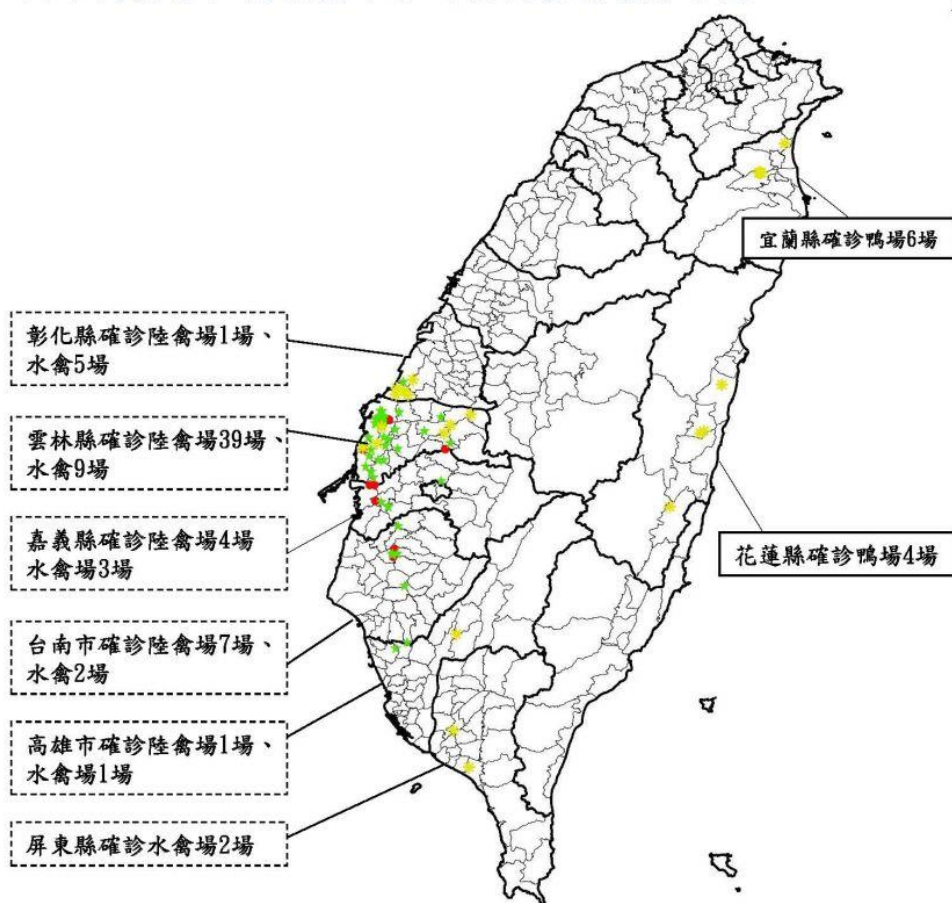 宜蘭縣確診鴨場6場
彰化縣確診陸禽場1場、
水禽5場
雲林縣確診陸禽場39場、
水禽9場
嘉義縣確診陸禽場4場
水禽場3場
花蓮縣確診鴨場4場
台南市確診陸禽場7場、
水禽2場
高雄市確診陸禽場1場、
水禽場1場
屏東縣確診水禽場2場